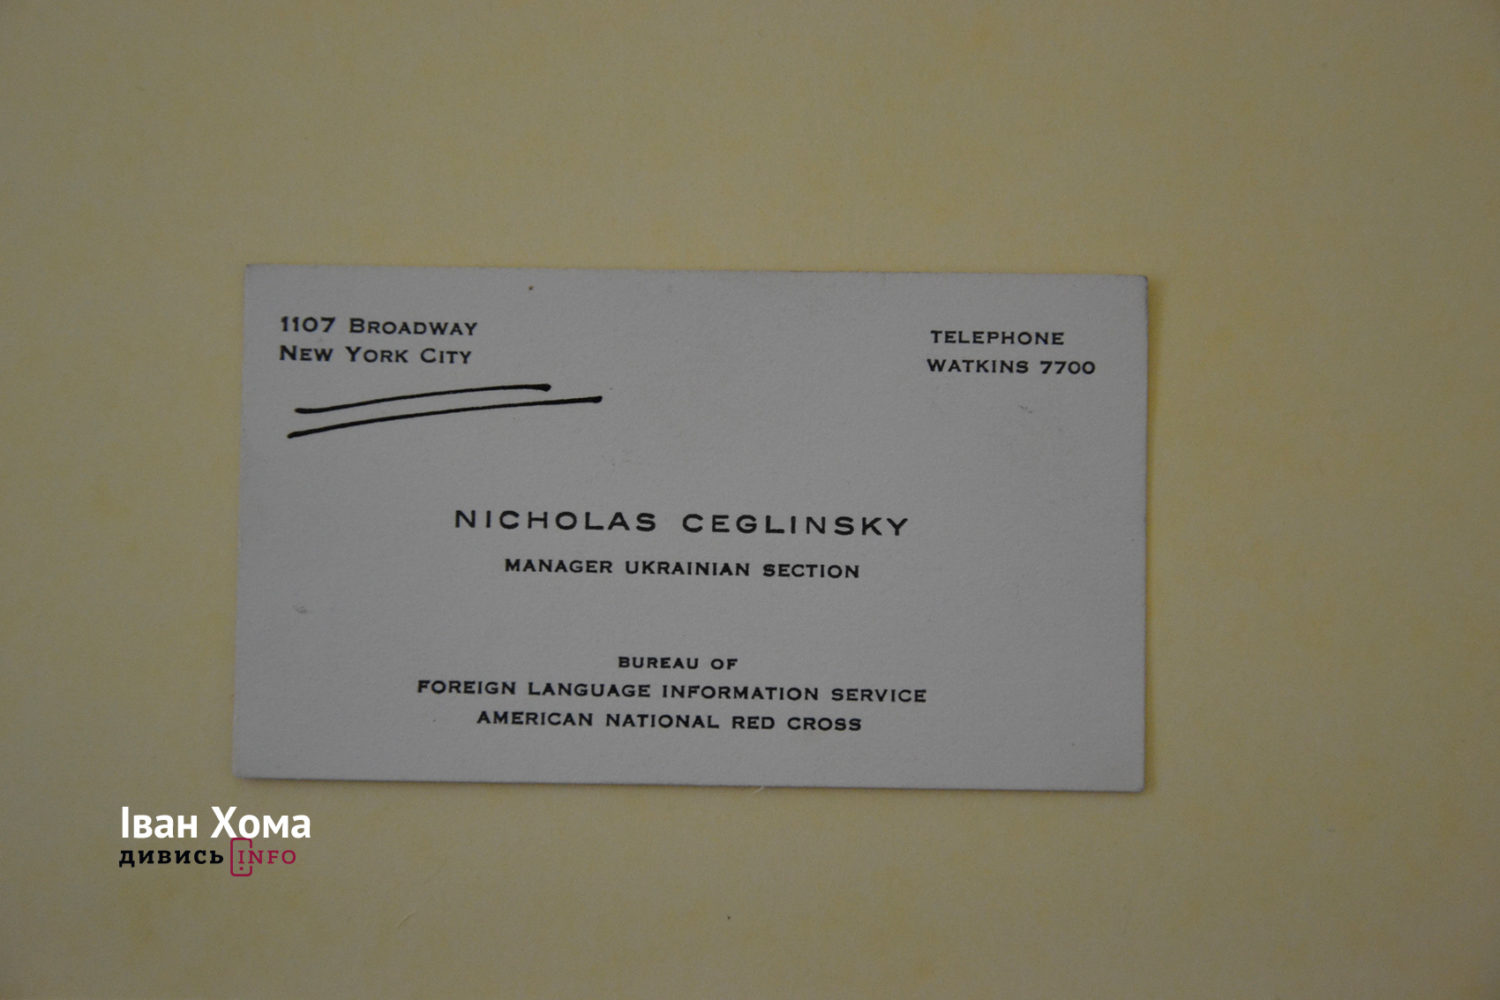 1107 BROADWAY
NEW YORK CITY
TELEPHONE
WATKINS 7700
NICHOLAS CEGLINSKY
MANAGER UKRAINIAN SECTION
BUREAU OF
FOREIGN LANGUAGE INFORMATION SERVICE
AMERICAN NATIONAL RED CROSS
Іван Хома
дивись INFO